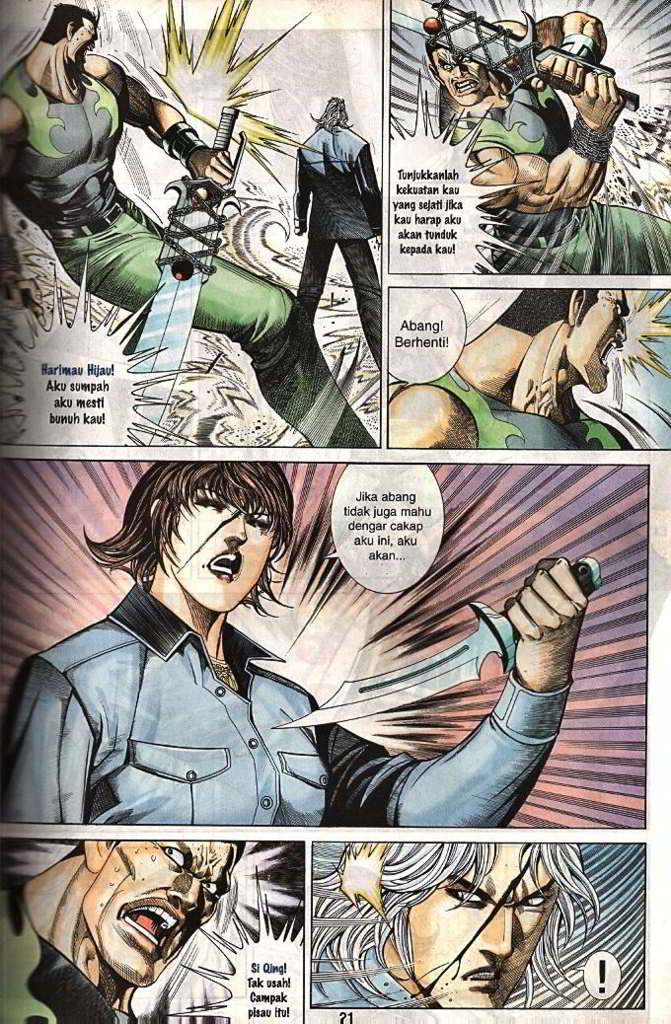 Harimau Hijau!
Aku sumpah
aku mesti
bunuh kau!
Tunjukkanlah
kekuatan kau
yang sejati jika
kau harap aku
akan tunduk
kepada kau!
Abang!
Berhenti!
Jika abang
tidak juga mahu
dengar cakap
aku ini, aku
akan...
Si Qing!
Tak usah!
Campak
pisau itu!
!
21